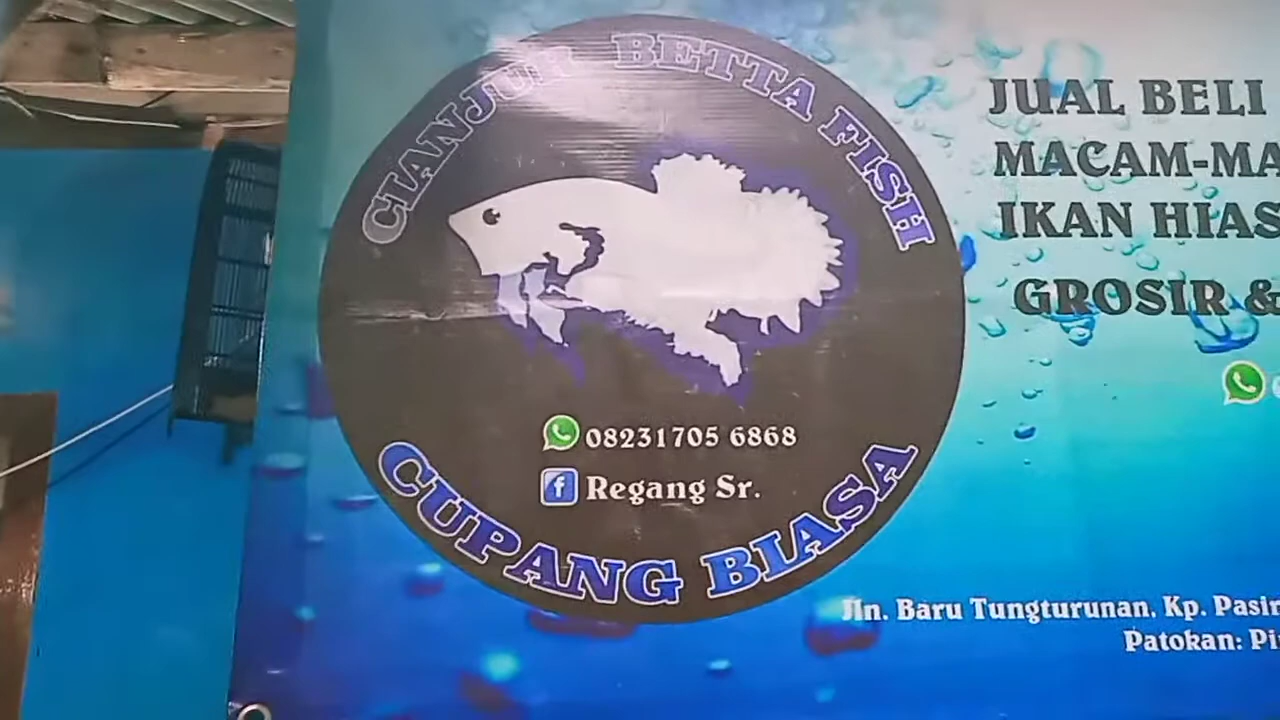 CIANJUR BETTA FISH
08231705 6868
Regang Sr.
CUPANG BIASA
JUAL BELI
MACAM-MA
IKAN HIAS
GROSIR &
Jln. Baru Tungturunan, Kp. Pasir
Patokan: Pi